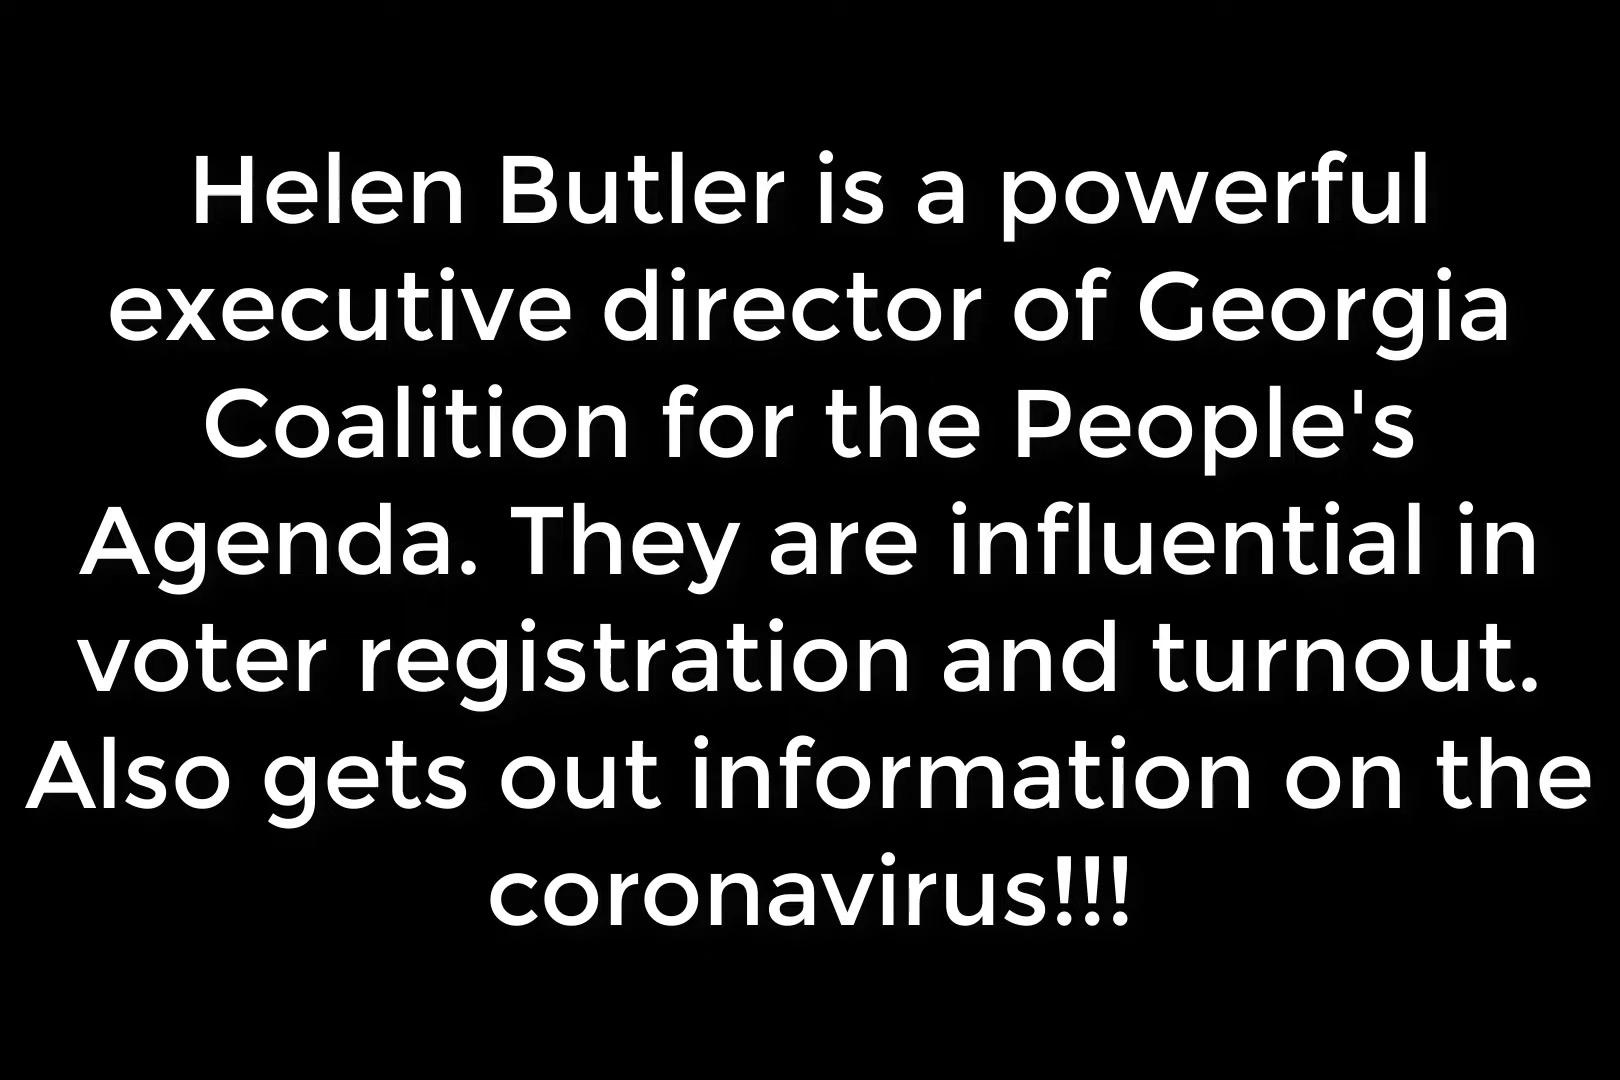 Helen Butler is a powerful
executive director of Georgia
Coalition for the People's
Agenda. They are influential in
voter registration and turnout.
Also gets out information on the
coronavirus!!!